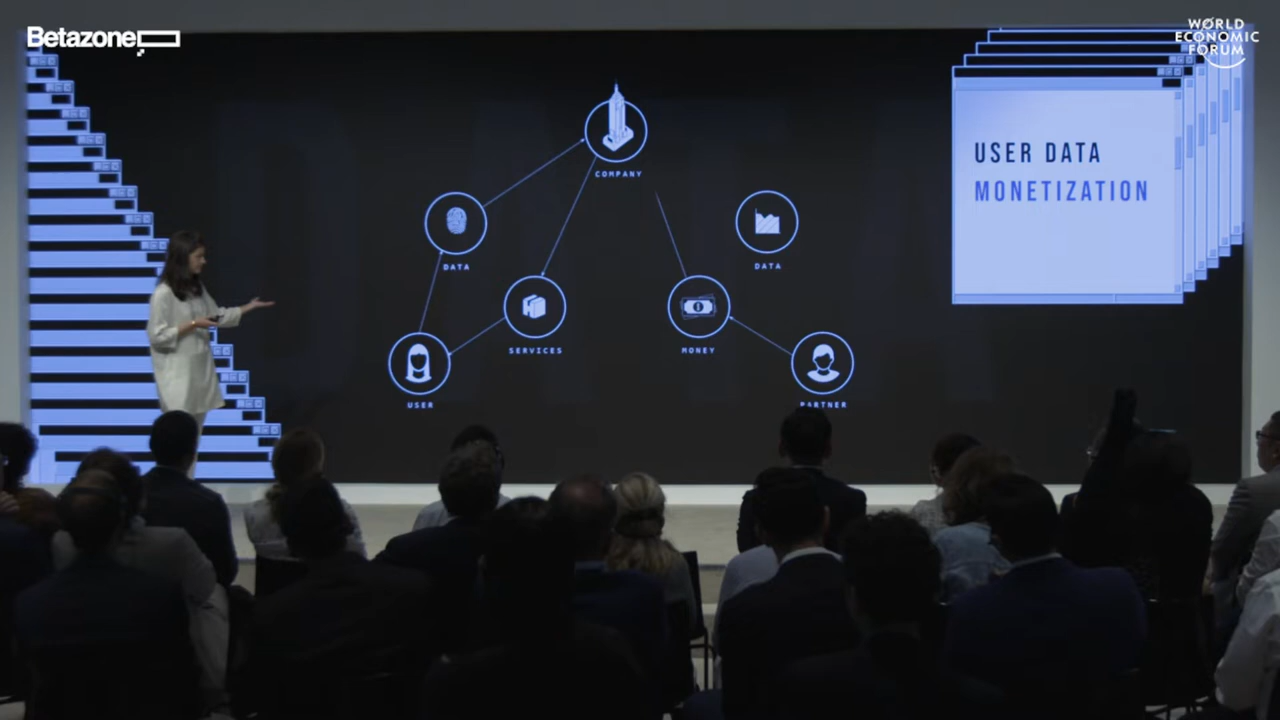 Betazone
WORLD
ECONOMIC
FORUM
USER DATA
MONETIZATION
COMPANY
DATA
DATA
SERVICES
MONEY
USER
PARTNER